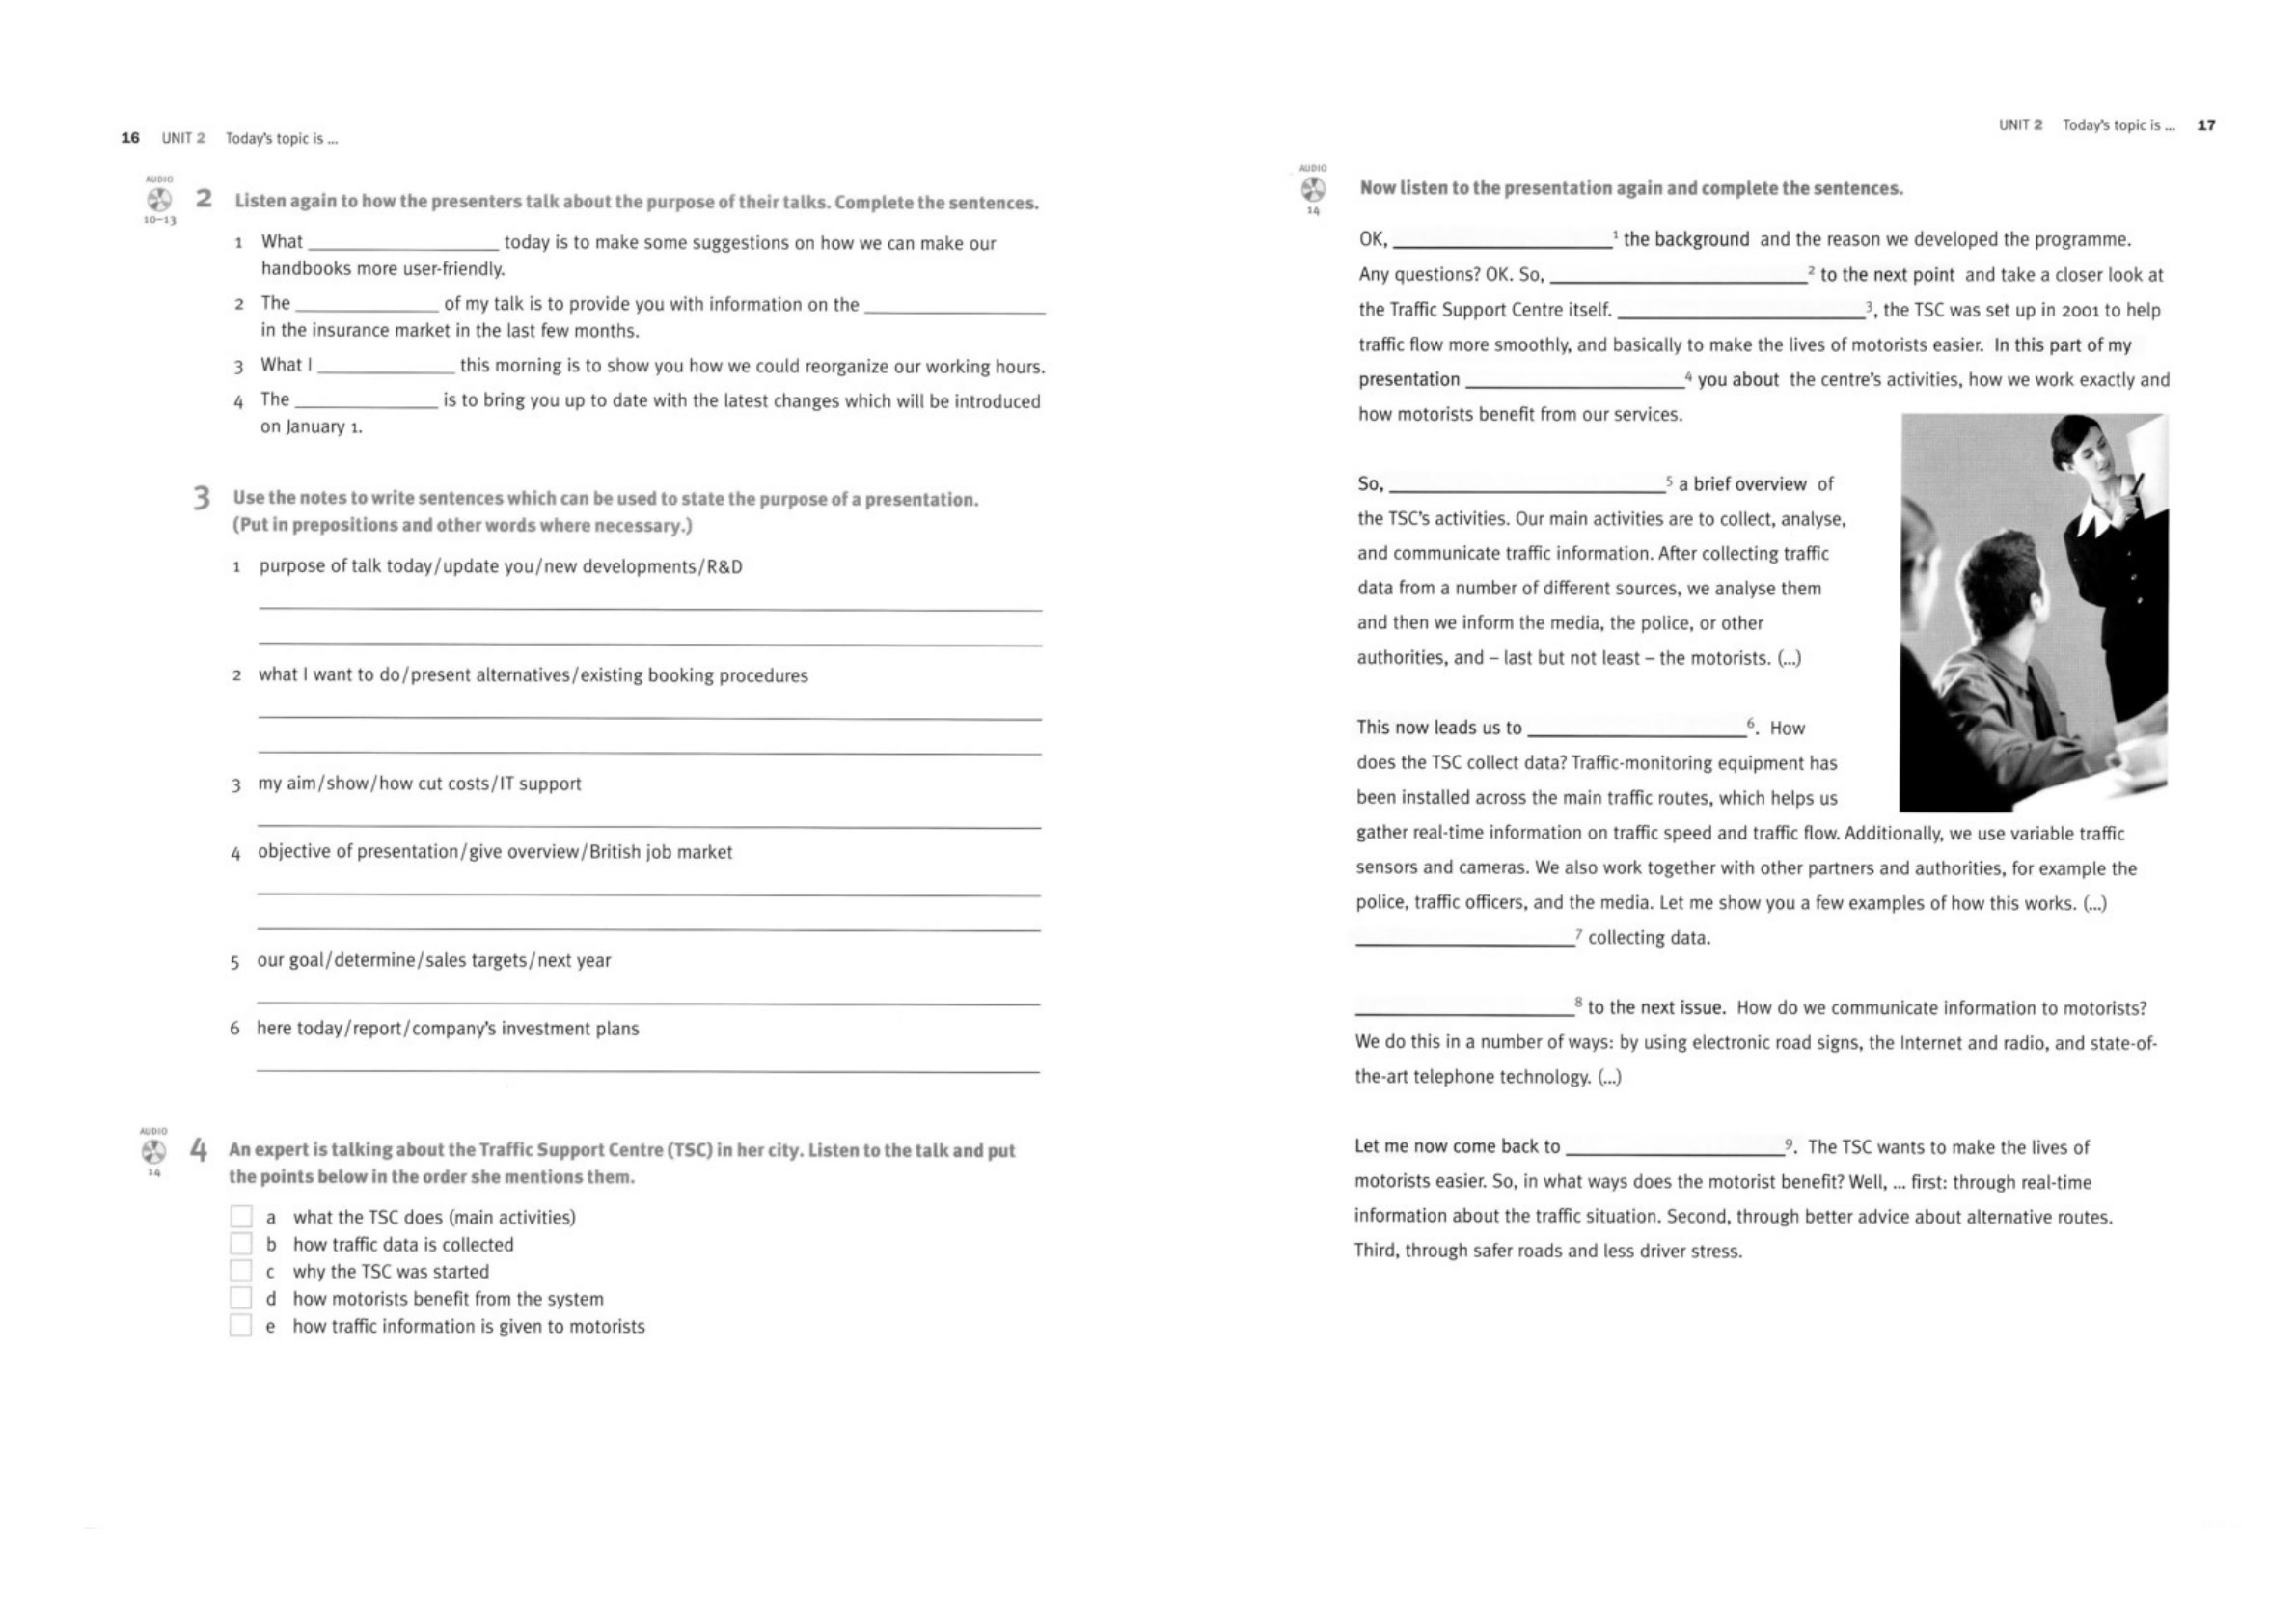 16 UNIT 2 Today's topic is ...
AUDIO
10–13
2 Listen again to how the presenters talk about the purpose of their talks. Complete the sentences.
1 What ____________ today is to make some suggestions on how we can make our
handbooks more user-friendly.
2 The ____________ of my talk is to provide you with information on the ____________
in the insurance market in the last few months.
3 What I ____________ this morning is to show you how we could reorganize our working hours.
4 The ____________ is to bring you up to date with the latest changes which will be introduced
on January 1.
3 Use the notes to write sentences which can be used to state the purpose of a presentation.
(Put in prepositions and other words where necessary.)
1 purpose of talk today/update you/new developments/R&D
2 what I want to do/present alternatives/existing booking procedures
3 my aim/show/how cut costs/IT support
4 objective of presentation/give overview/British job market
5 our goal/determine/sales targets/next year
6 here today/report/company's investment plans
AUDIO
14
4 An expert is talking about the Traffic Support Centre (TSC) in her city. Listen to the talk and put
the points below in the order she mentions them.
a what the TSC does (main activities)
b how traffic data is collected
c why the TSC was started
d how motorists benefit from the system
e how traffic information is given to motorists
UNIT 2 Today's topic is ... 17
AUDIO
14
Now listen to the presentation again and complete the sentences.
OK, ____________ 1 the background and the reason we developed the programme.
Any questions? OK. So, ____________ 2 to the next point and take a closer look at
the Traffic Support Centre itself. ____________ 3, the TSC was set up in 2001 to help
traffic flow more smoothly, and basically to make the lives of motorists easier. In this part of my
presentation ____________ 4 you about the centre's activities, how we work exactly and
how motorists benefit from our services.
So, ____________ 5 a brief overview of
the TSC's activities. Our main activities are to collect, analyse,
and communicate traffic information. After collecting traffic
data from a number of different sources, we analyse them
and then we inform the media, the police, or other
authorities, and – last but not least – the motorists. (...)
This now leads us to ____________ 6. How
does the TSC collect data? Traffic-monitoring equipment has
been installed across the main traffic routes, which helps us
gather real-time information on traffic speed and traffic flow. Additionally, we use variable traffic
sensors and cameras. We also work together with other partners and authorities, for example the
police, traffic officers, and the media. Let me show you a few examples of how this works. (...)
____________ 7 collecting data.
____________ 8 to the next issue. How do we communicate information to motorists?
We do this in a number of ways: by using electronic road signs, the Internet and radio, and state-of-
the-art telephone technology. (...)
Let me now come back to ____________ 9. The TSC wants to make the lives of
motorists easier. So, in what ways does the motorist benefit? Well, ... first: through real-time
information about the traffic situation. Second, through better advice about alternative routes.
Third, through safer roads and less driver stress.